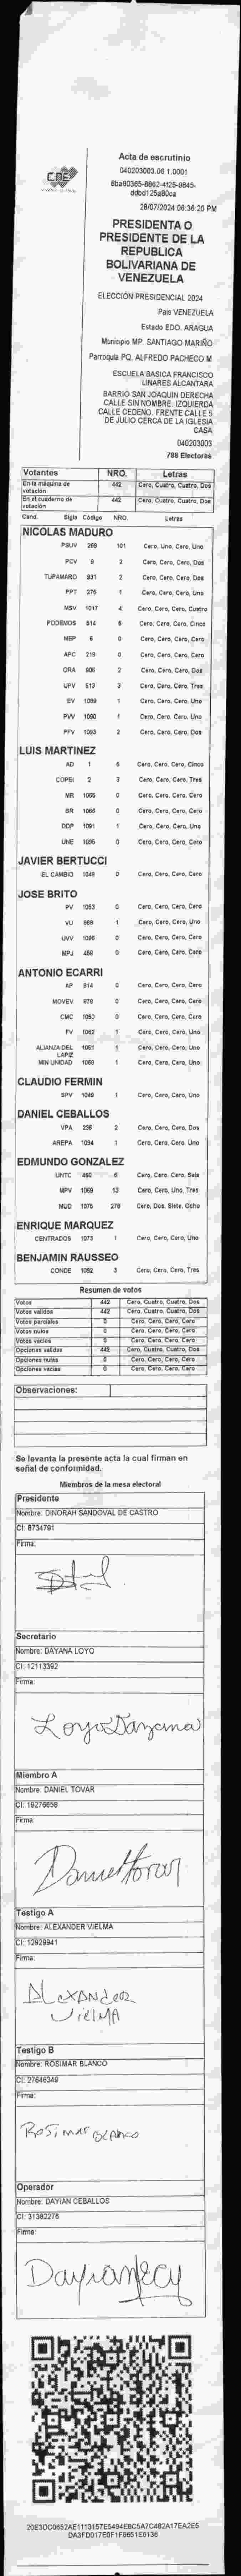 CNE
Acta de escrutinio
040203003.06.1.0001
8ba80365-8862-4125-9845-
ddbd125a80ca
28/07/2024 06:36:20 PM
PRESIDENTA O
PRESIDENTE DE LA
REPUBLICA
BOLIVARIANA DE
VENEZUELA
ELECCIÓN PRESIDENCIAL 2024
Pais VENEZUELA
Estado EDO. ARAGUA
Municipio MP. SANTIAGO MARIÑO
Parroquia PQ. ALFREDO PACHECO M
ESCUELA BASICA FRANCISCO
LINARES ALCANTARA
BARRIO SAN JOAQUIN DERECHA
CALLE SIN NOMBRE. IZQUIERDA
CALLE CEDENO. FRENTE CALLE 5
DE JULIO CERCA DE LA IGLESIA
CASA
040203003
788 Electores
Votantes NRO. Letras
En la máquina de votación 442 Cero, Cuatro, Cuatro, Dos
En el cuaderno de votación 442 Cero, Cuatro, Cuatro, Dos
Cand. Sigla Código NRO. Letras
NICOLAS MADURO
PSUV 269 101 Cero, Uno, Cero, Uno
PCV 9 2 Cero, Cero, Cero, Dos
TUPAMARO 931 2 Cero, Cero, Cero, Dos
PPT 276 1 Cero, Cero, Cero, Uno
MSV 1017 4 Cero, Cero, Cero, Cuatro
PODEMOS 514 5 Cero, Cero, Cero, Cinco
MEP 6 0 Cero, Cero, Cero, Cero
APC 219 0 Cero, Cero, Cero, Cero
ORA 906 2 Cero, Cero, Cero, Dos
UPV 513 3 Cero, Cero, Cero, Tres
EV 1089 1 Cero, Cero, Cero, Uno
PVV 1090 1 Cero, Cero, Cero, Uno
PFV 1093 2 Cero, Cero, Cero, Dos
LUIS MARTINEZ
AD 1 5 Cero, Cero, Cero, Cinco
COPEI 2 3 Cero, Cero, Cero, Tres
MR 1066 0 Cero, Cero, Cero, Cero
BR 1085 0 Cero, Cero, Cero, Cero
DDP 1091 1 Cero, Cero, Cero, Uno
UNE 1095 0 Cero, Cero, Cero, Cero
JAVIER BERTUCCI
EL CAMBIO 1048 0 Cero, Cero, Cero, Cero
JOSE BRITO
PV 1053 0 Cero, Cero, Cero, Cero
VU 868 1 Cero, Cero, Cero, Uno
UVV 1096 0 Cero, Cero, Cero, Cero
MPJ 458 0 Cero, Cero, Cero, Cero
ANTONIO ECARRI
AP 814 0 Cero, Cero, Cero, Cero
MOVEV 878 0 Cero, Cero, Cero, Cero
CMC 1050 0 Cero, Cero, Cero, Cero
FV 1062 1 Cero, Cero, Cero, Uno
ALIANZA DEL LAPIZ 1061 1 Cero, Cero, Cero, Uno
MIN UNIDAD 1068 1 Cero, Cero, Cero, Uno
CLAUDIO FERMIN
SPV 1049 1 Cero, Cero, Cero, Uno
DANIEL CEBALLOS
VPA 238 2 Cero, Cero, Cero, Dos
AREPA 1094 1 Cero, Cero, Cero, Uno
EDMUNDO GONZALEZ
UNTC 460 6 Cero, Cero, Cero, Seis
MPV 1069 13 Cero, Cero, Uno, Tres
MUD 1075 278 Cero, Dos, Siete, Ocho
ENRIQUE MARQUEZ
CENTRADOS 1073 1 Cero, Cero, Cero, Uno
BENJAMIN RAUSSEO
CONDE 1092 3 Cero, Cero, Cero, Tres
Resumen de votos
Votos 442 Cero, Cuatro, Cuatro, Dos
Votos válidos 442 Cero, Cuatro, Cuatro, Dos
Votos parciales 0 Cero, Cero, Cero, Cero
Votos nulos 0 Cero, Cero, Cero, Cero
Votos vacíos 0 Cero, Cero, Cero, Cero
Opciones válidas 442 Cero, Cuatro, Cuatro, Dos
Opciones nulas 0 Cero, Cero, Cero, Cero
Opciones vacías 0 Cero, Cero, Cero, Cero
Observaciones:
Se levanta la presente acta la cual firman en
señal de conformidad.
Miembros de la mesa electoral
Presidente
Nombre: DINORAH SANDOVAL DE CASTRO
CI: 8734791
Firma:
Secretario
Nombre: DAYANA LOYO
CI: 12113392
Firma:
Loyo Dayana
Miembro A
Nombre: DANIEL TOVAR
CI: 19276656
Firma:
Daniel Tovar
Testigo A
Nombre: ALEXANDER VIELMA
CI: 12929941
Firma:
ALEXANDER
VIELMA
Testigo B
Nombre: ROSIMAR BLANCO
CI: 27646349
Firma:
Rosimar Blanco
Operador
Nombre: DAYIAN CEBALLOS
CI: 31382276
Firma:
20E3DC0652AE1113157E5494E8C5A7C482A17EA2E5
DA3FD017E0F1F6651E6136